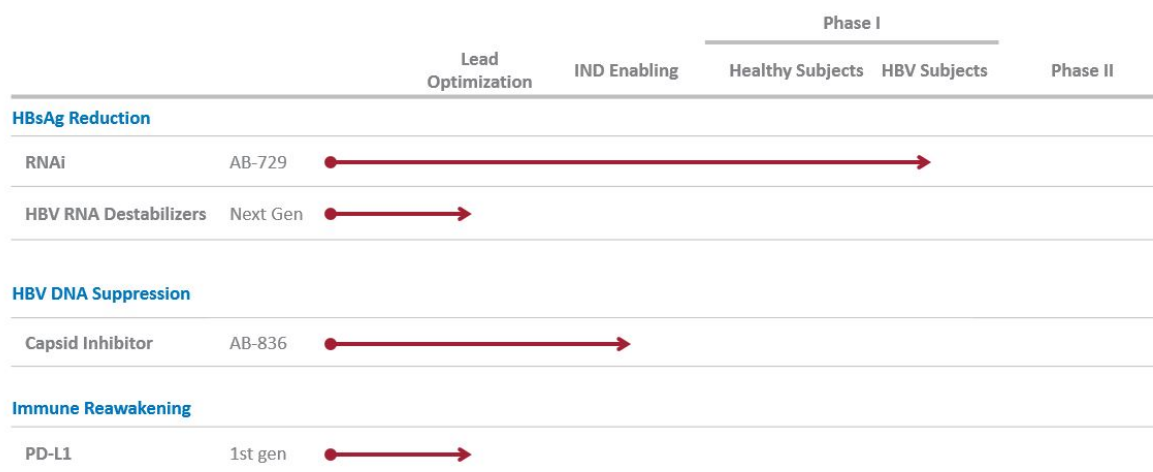 Phase I
Lead
Optimization
IND Enabling
Healthy Subjects
HBV Subjects
Phase II
HBsAg Reduction
RNAi AB-729
HBV RNA Destabilizers Next Gen
HBV DNA Suppression
Capsid Inhibitor AB-836
Immune Reawakening
PD-L1 1st gen